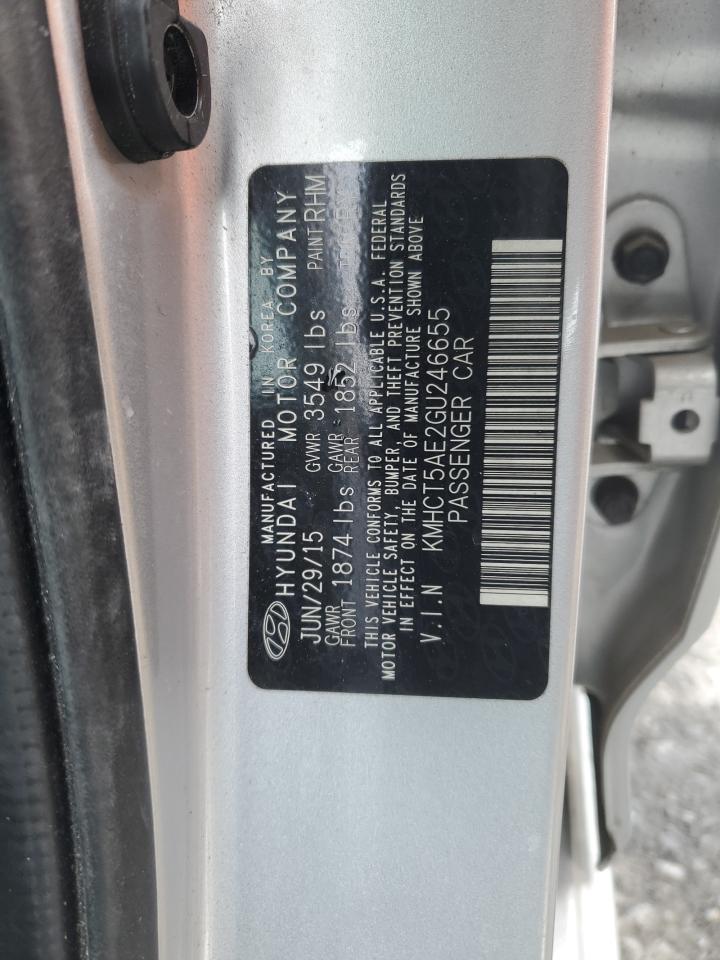 MANUFACTURED IN KOREA BY
HYUNDAI MOTOR COMPANY
JUN/29/15 GVWR 3549 lbs PAINT RHM
GAWR FRONT 1874 lbs GAWR REAR 1852 lbs
THIS VEHICLE CONFORMS TO ALL APPLICABLE U.S.A. FEDERAL
MOTOR VEHICLE SAFETY, BUMPER, AND THEFT PREVENTION STANDARDS
IN EFFECT ON THE DATE OF MANUFACTURE SHOWN ABOVE
V.I.N KMHCT5AE2GU246655
PASSENGER CAR